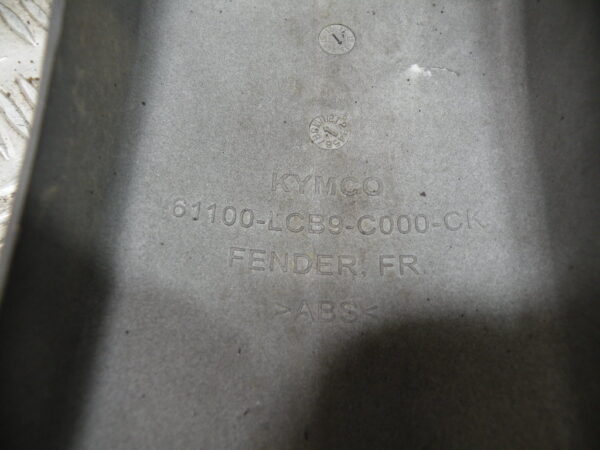 KYMCO
61100-LCB9-C000-CK
FENDER. FR.
>ABS<